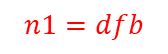 n1 = dfb